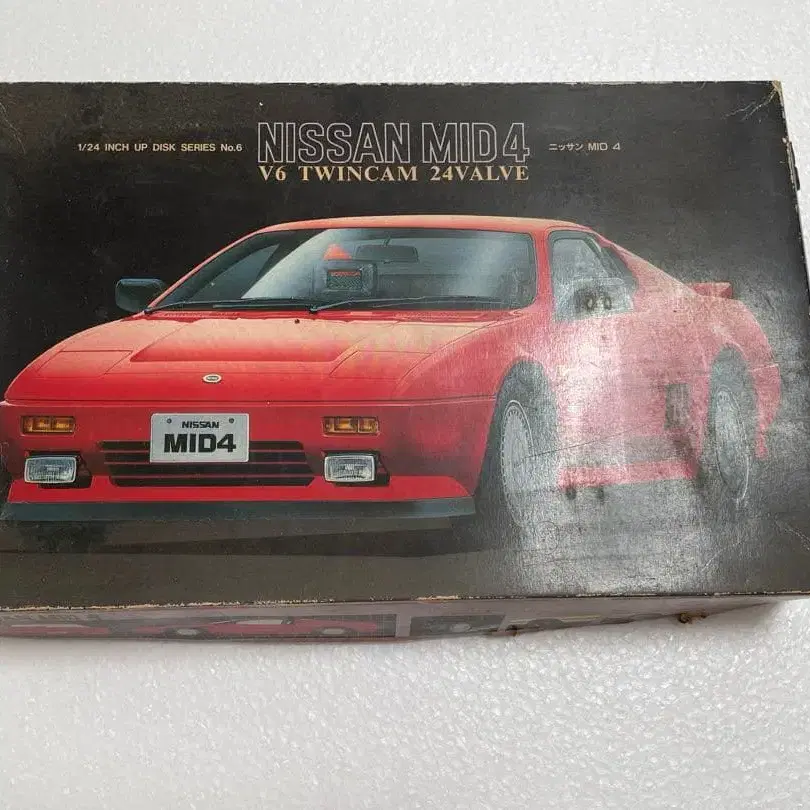 1/24 INCH UP DISK SERIES No.6 NISSAN MID4 ニッサン MID 4
V6 TWINCAM 24VALVE
NISSAN
MID4